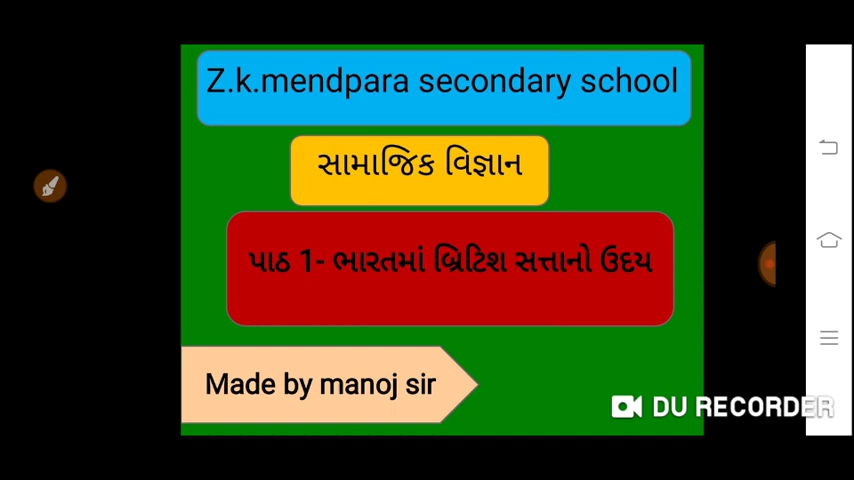 Z.k.mendpara secondary school
સામાજિક વિજ્ઞાન
પાઠ 1- ભારતમાં બ્રિટિશ સત્તાનો ઉદય
Made by manoj sir
DU RECORDER